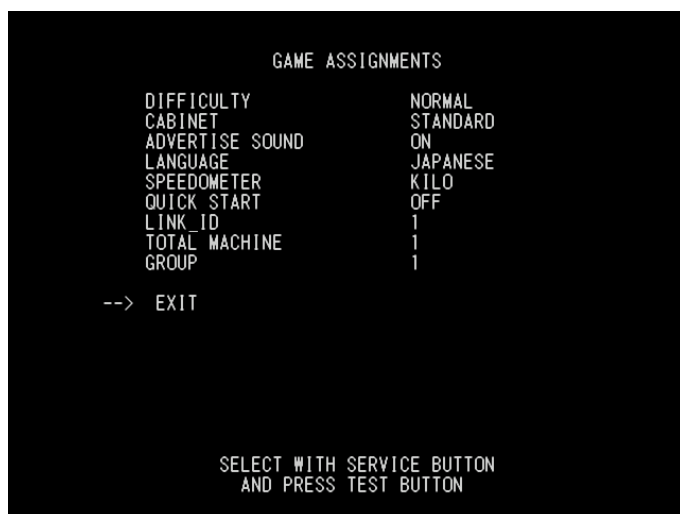 GAME ASSIGNMENTS
DIFFICULTY NORMAL
CABINET STANDARD
ADVERTISE SOUND ON
LANGUAGE JAPANESE
SPEEDOMETER KILO
QUICK START OFF
LINK_ID 1
TOTAL MACHINE 1
GROUP 1
--> EXIT
SELECT WITH SERVICE BUTTON
AND PRESS TEST BUTTON